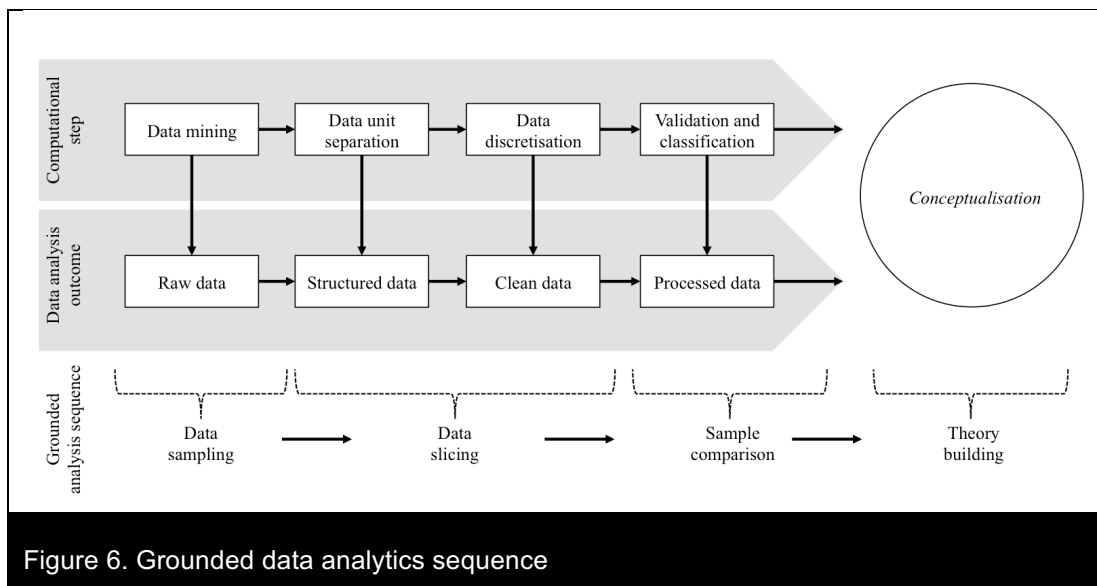 Computational
step
Data mining
Data unit
separation
Data
discretisation
Validation and
classification
Conceptualisation
Data analysis
outcome
Raw data
Structured data
Clean data
Processed data
Grounded
analysis sequence
Data
sampling
Data
slicing
Sample
comparison
Theory
building
Figure 6. Grounded data analytics sequence